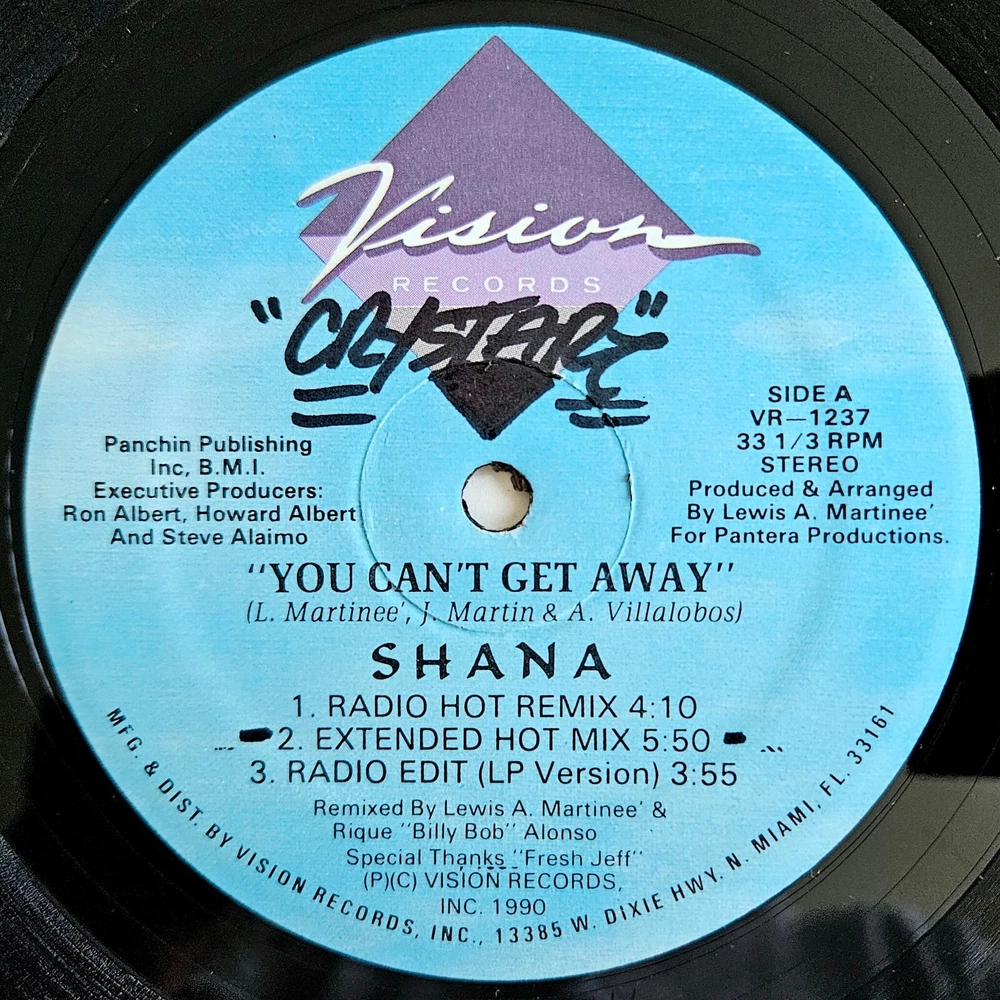 Vision
RECORDS
Panchin Publishing
Inc, B.M.I.
Executive Producers:
Ron Albert, Howard Albert
And Steve Alaimo
SIDE A
VR—1237
33 1/3 RPM
STEREO
Produced & Arranged
By Lewis A. Martinee'
For Pantera Productions.
"YOU CAN'T GET AWAY"
(L. Martinee', J. Martin & A. Villalobos)
SHANA
1. RADIO HOT REMIX 4:10
2. EXTENDED HOT MIX 5:50
3. RADIO EDIT (LP Version) 3:55
Remixed By Lewis A. Martinee' &
Rique "Billy Bob" Alonso
Special Thanks "Fresh Jeff"
(P)(C) VISION RECORDS,
INC. 1990
MFG. & DIST. BY VISION RECORDS, INC., 13385 W. DIXIE HWY. N. MIAMI, FL. 33161